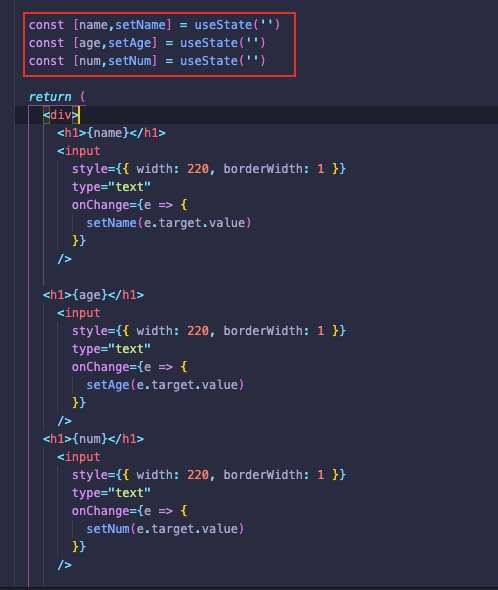 const [name,setName] = useState('')
const [age,setAge] = useState('')
const [num,setNum] = useState('')
return (
<div>
<h1>{name}</h1>
<input
style={{ width: 220, borderWidth: 1 }}
type="text"
onChange={e => {
setName(e.target.value)
}}
/>
<h1>{age}</h1>
<input
style={{ width: 220, borderWidth: 1 }}
type="text"
onChange={e => {
setAge(e.target.value)
}}
/>
<h1>{num}</h1>
<input
style={{ width: 220, borderWidth: 1 }}
type="text"
onChange={e => {
setNum(e.target.value)
}}
/>